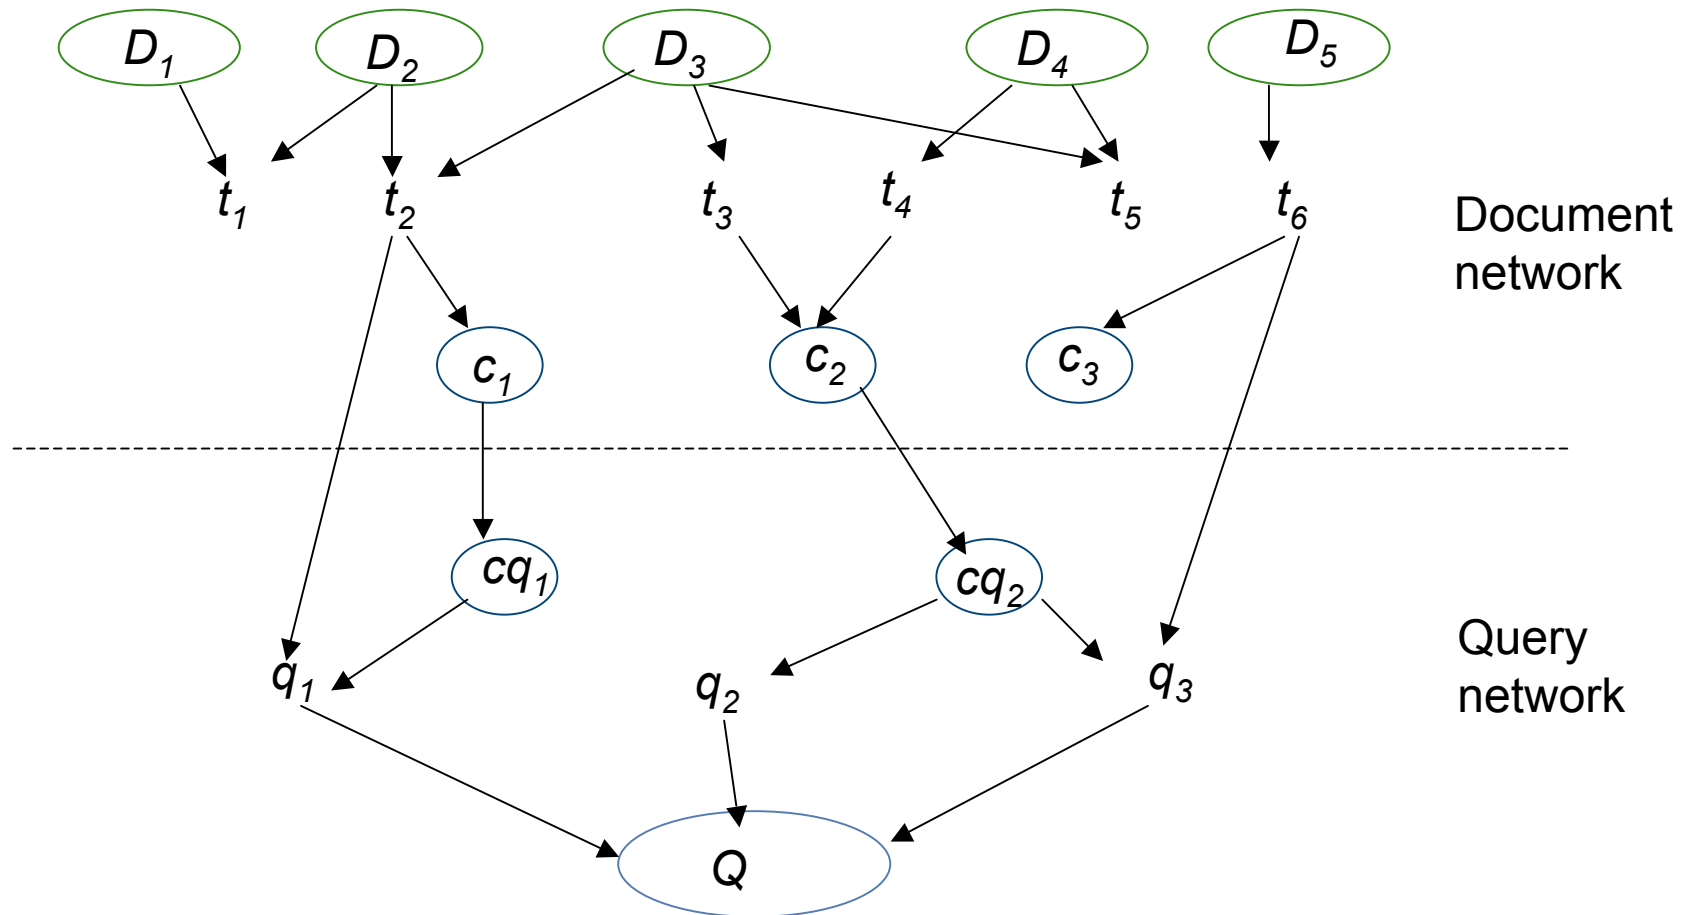 D1 D2 D3 D4 D5
t1 t2 t3 t4 t5 t6
Document
network
c1 c2 c3
cq1 cq2
Query
network
q1 q2 q3
Q